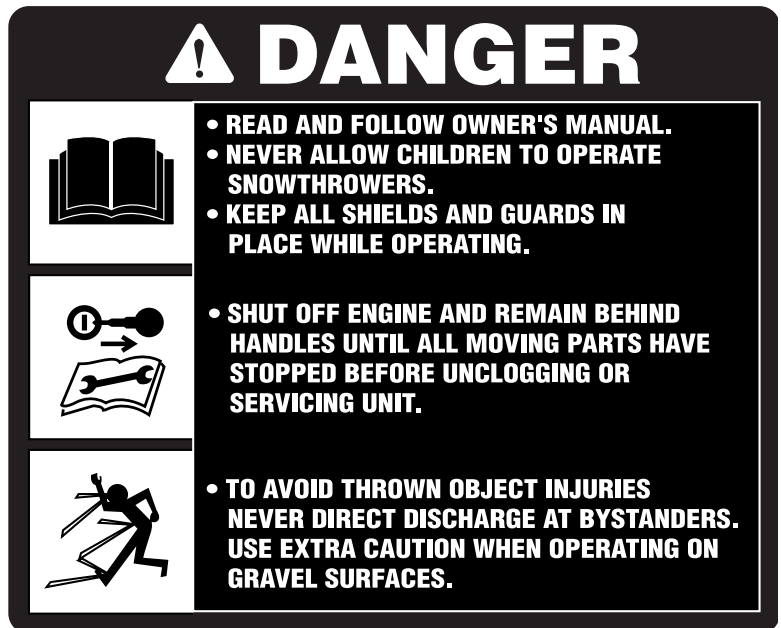 DANGER
• READ AND FOLLOW OWNER'S MANUAL.
• NEVER ALLOW CHILDREN TO OPERATE
SNOWTHROWERS.
• KEEP ALL SHIELDS AND GUARDS IN
PLACE WHILE OPERATING.
• SHUT OFF ENGINE AND REMAIN BEHIND
HANDLES UNTIL ALL MOVING PARTS HAVE
STOPPED BEFORE UNCLOGGING OR
SERVICING UNIT.
• TO AVOID THROWN OBJECT INJURIES
NEVER DIRECT DISCHARGE AT BYSTANDERS.
USE EXTRA CAUTION WHEN OPERATING ON
GRAVEL SURFACES.